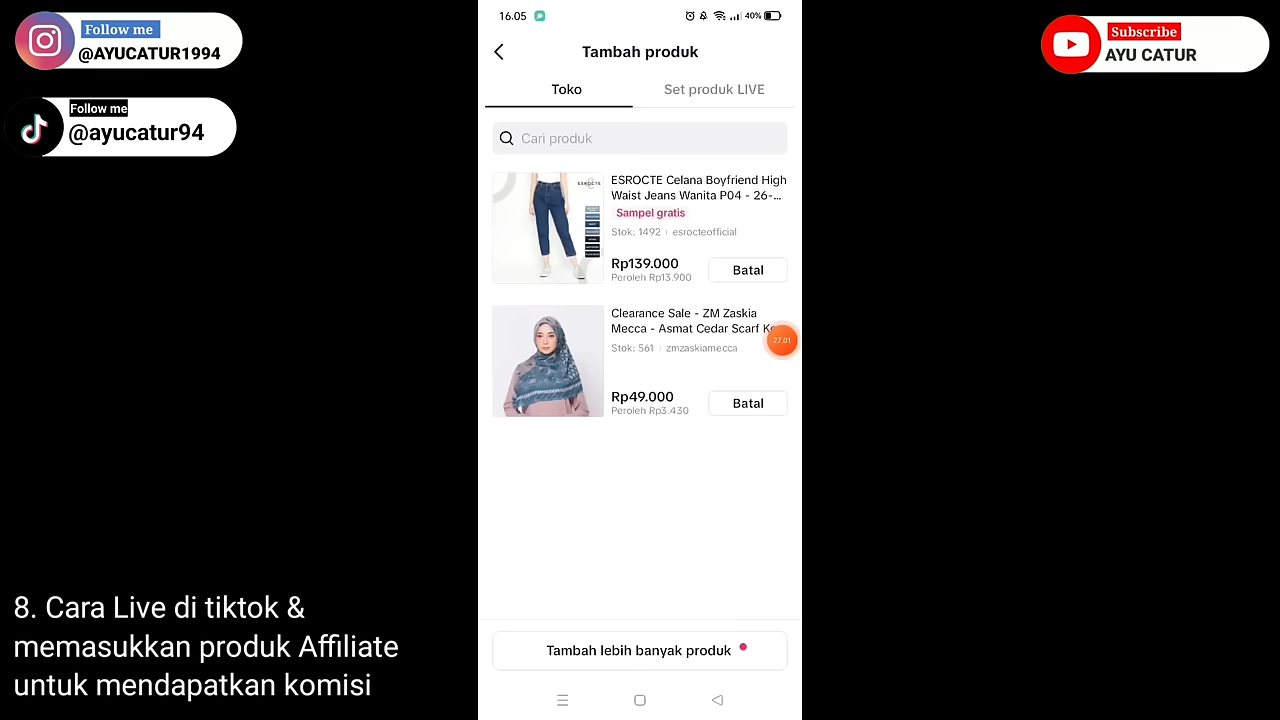 Follow me
@AYUCATUR1994
Follow me
@ayucatur94
Subscribe
AYU CATUR
16.05
40%
Tambah produk
Toko
Set produk LIVE
Cari produk
ESROCTE
ESROCTE Celana Boyfriend High
Waist Jeans Wanita P04 - 26-...
Sampel gratis
Stok: 1492 | esrocteofficial
Rp139.000
Peroleh Rp13.900
Batal
Clearance Sale - ZM Zaskia
Mecca - Asmat Cedar Scarf
27.01
Stok: 561 | zmzaskiamecca
Rp49.000
Peroleh Rp3.430
Batal
Tambah lebih banyak produk
8. Cara Live di tiktok &
memasukkan produk Affiliate
untuk mendapatkan komisi